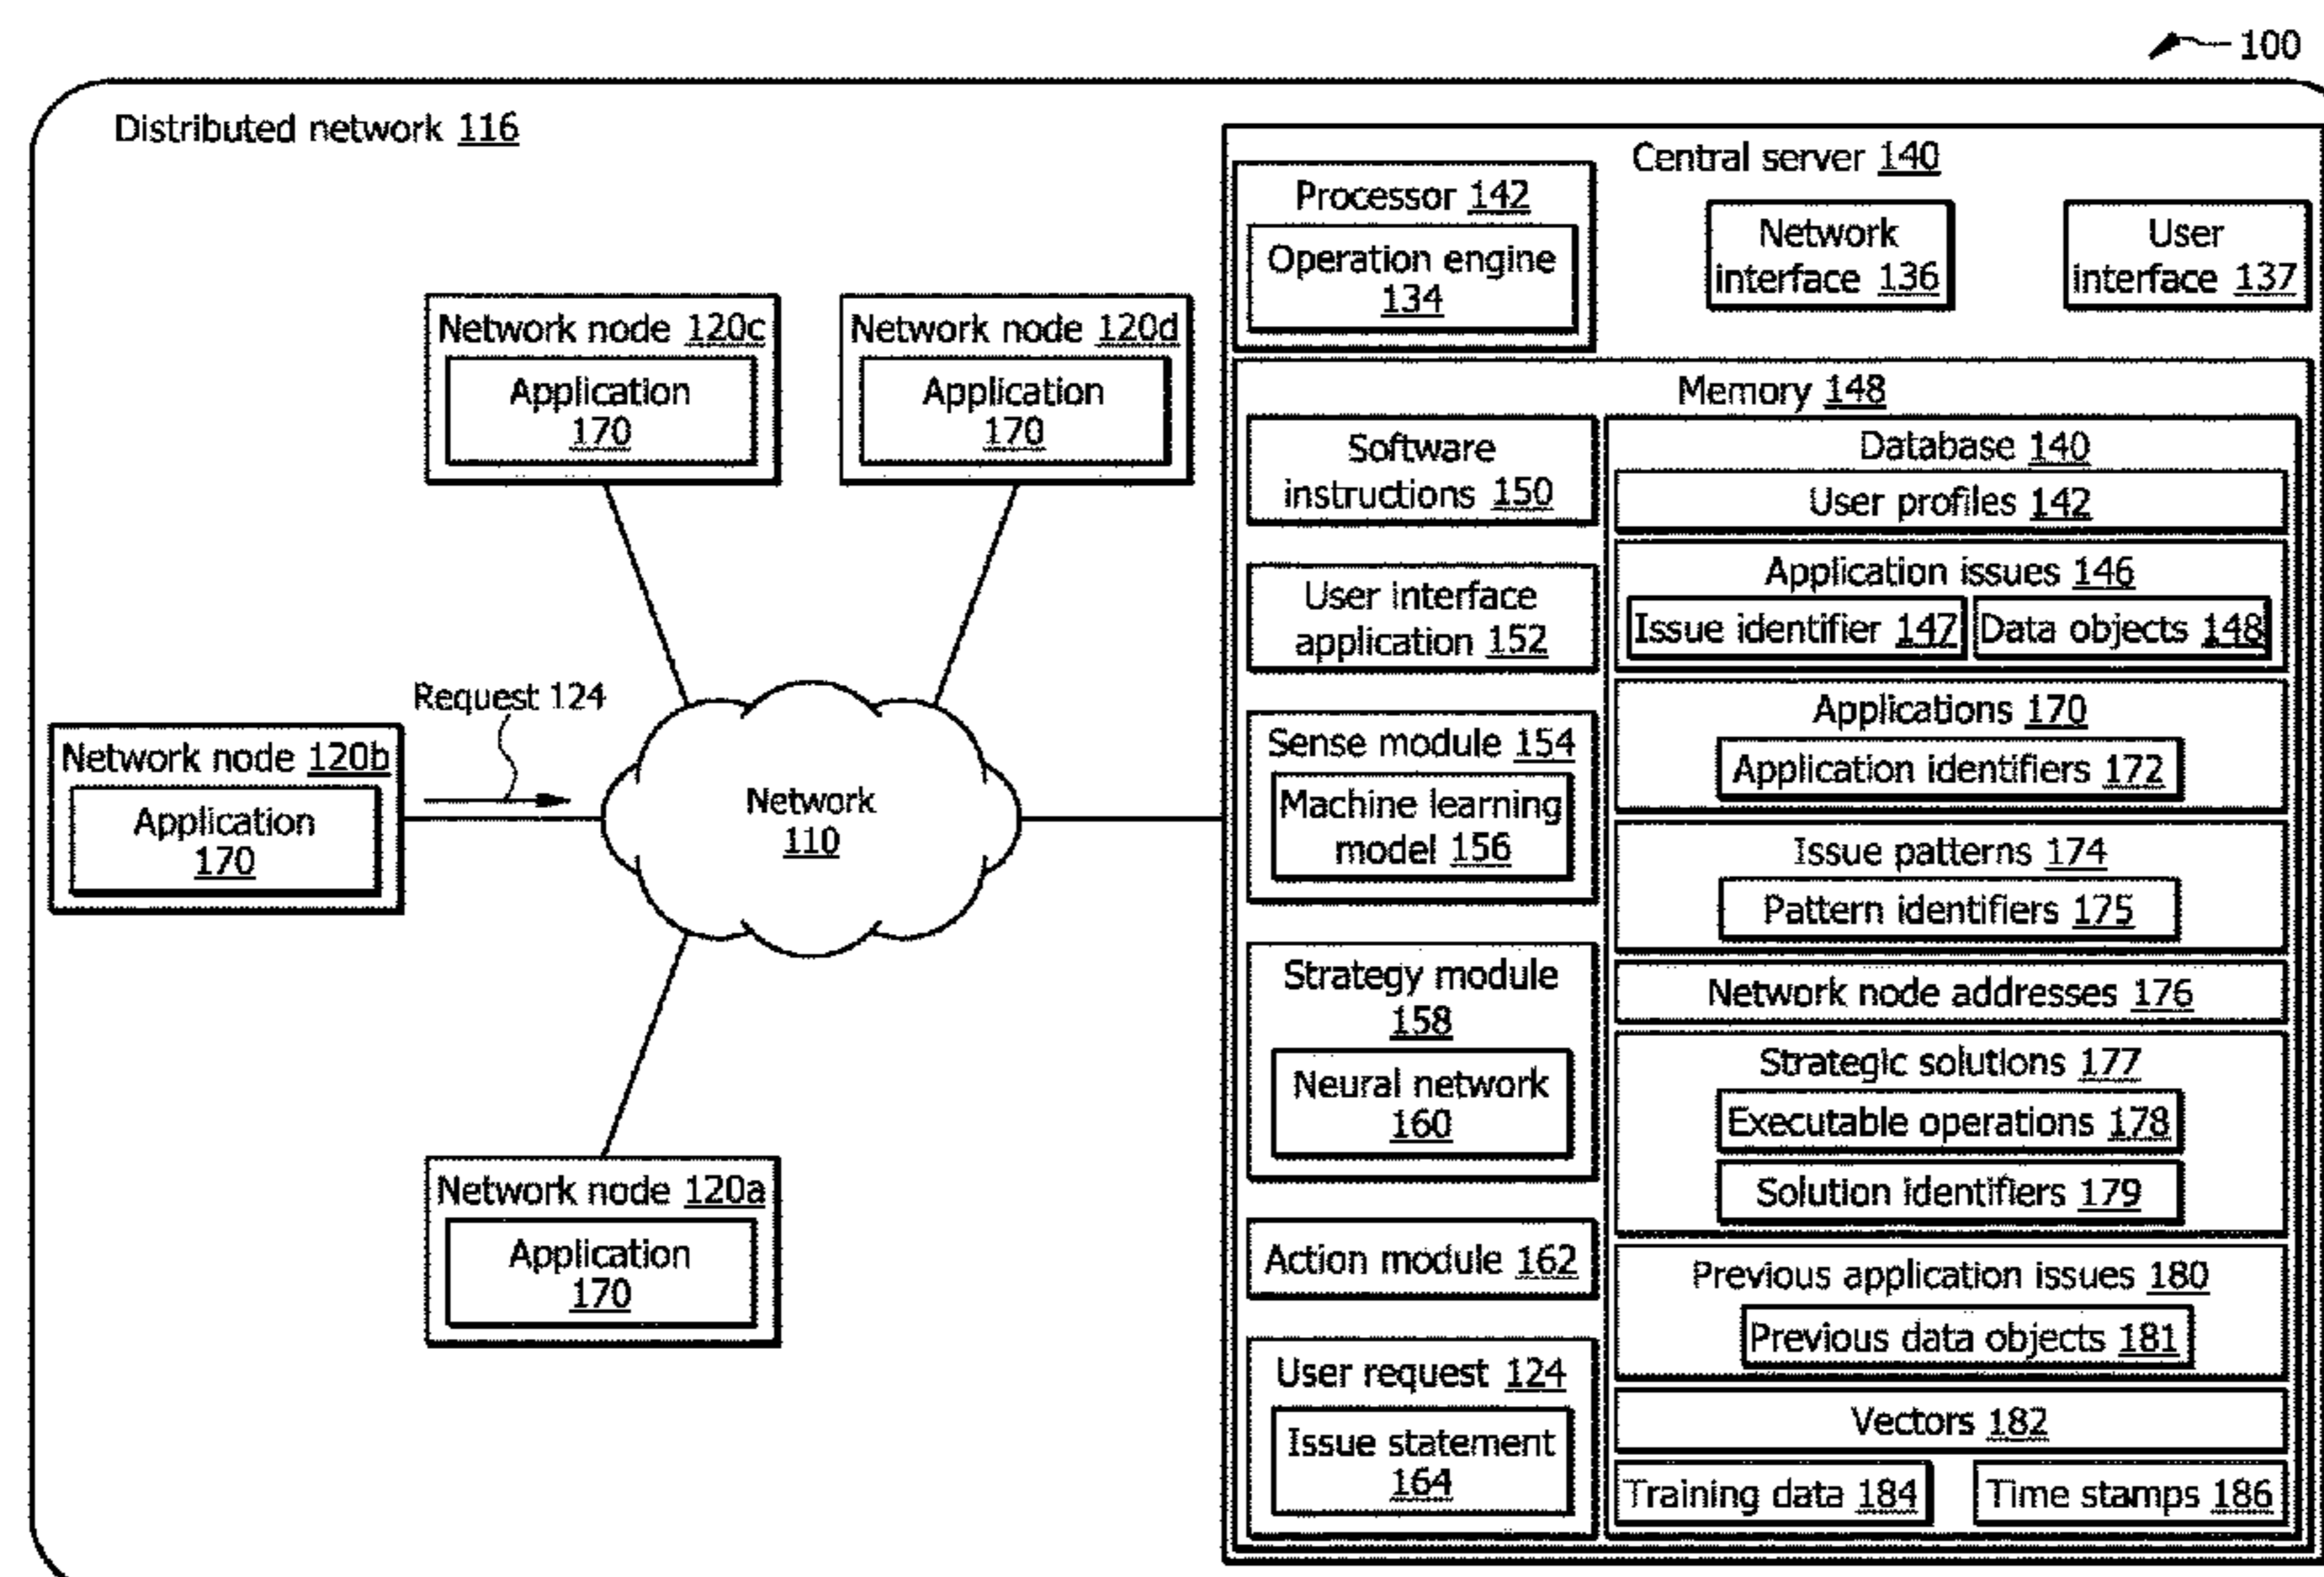 100
Distributed network 116
Central server 140
Processor 142
Operation engine
134
Network
interface 136
User
interface 137
Network node 120c
Application
170
Network node 120d
Application
170
Request 124
Network node 120b
Application
170
Network
110
Network node 120a
Application
170
Memory 148
Software
instructions 150
User interface
application 152
Sense module 154
Machine learning
model 156
Strategy module
158
Neural network
160
Action module 162
User request 124
Issue statement
164
Database 140
User profiles 142
Application issues 146
Issue identifier 147
Data objects 148
Applications 170
Application identifiers 172
Issue patterns 174
Pattern identifiers 175
Network node addresses 176
Strategic solutions 177
Executable operations 178
Solution identifiers 179
Previous application issues 180
Previous data objects 181
Vectors 182
Training data 184
Time stamps 186